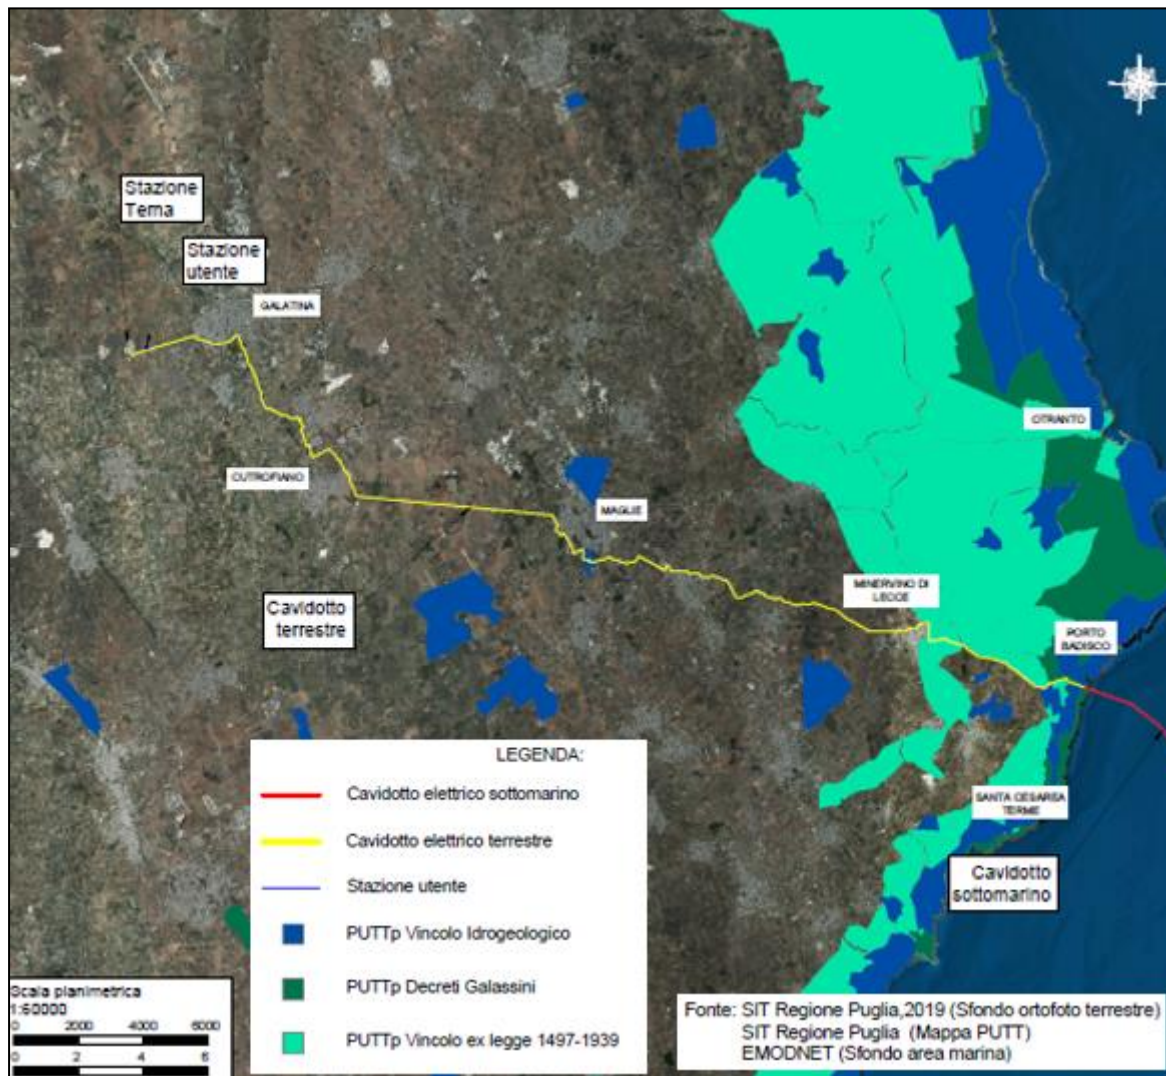 Stazione
Terna
Stazione
utente
GALATINA
OTRANTO
CUTROFIANO
MAGLIE
MINERVINO DI
LECCE
Cavidotto
terrestre
PORTO
BADISCO
LEGENDA:
Cavidotto elettrico sottomarino
Cavidotto elettrico terrestre
Stazione utente
PUTTp Vincolo Idrogeologico
PUTTp Decreti Galassini
PUTTp Vincolo ex legge 1497-1939
SANTA CESAREA
TERME
Cavidotto
sottomarino
Scala planimetrica
1:60000
0 2000 4000 6000
0 2 4 6
Fonte: SIT Regione Puglia,2019 (Sfondo ortofoto terrestre)
SIT Regione Puglia (Mappa PUTT)
EMODNET (Sfondo area marina)